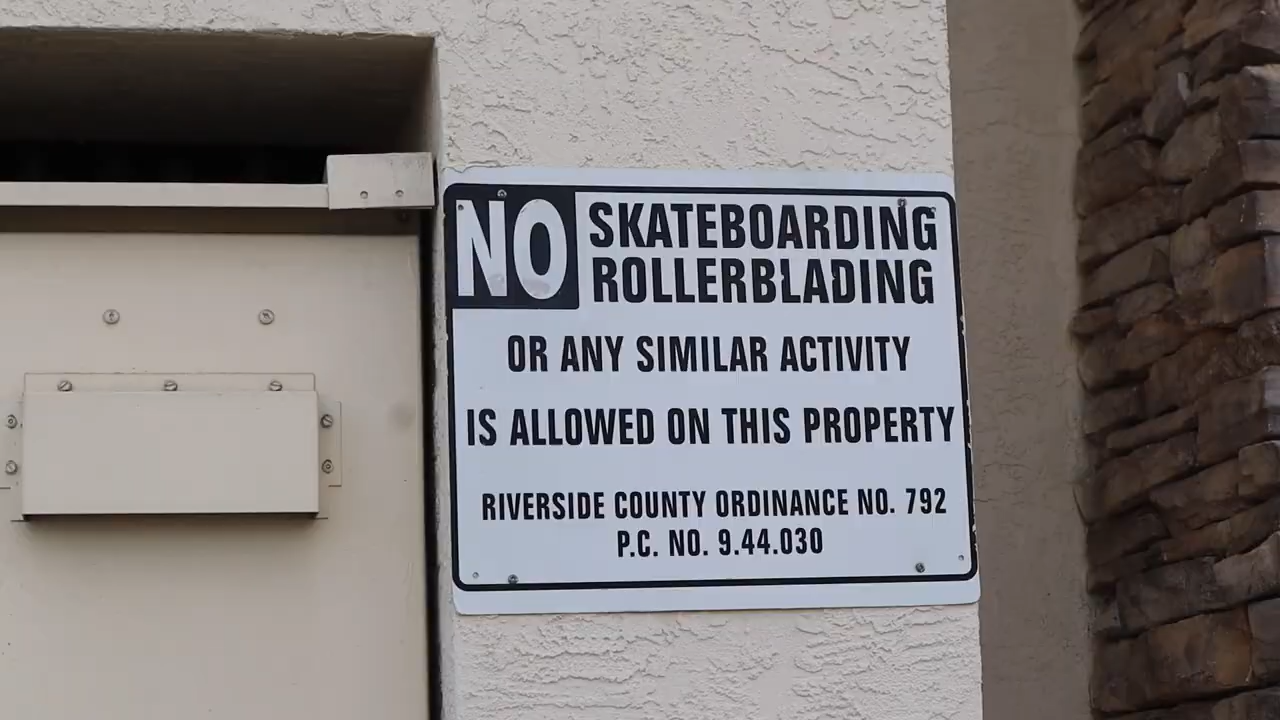 NO SKATEBOARDING
ROLLERBLADING
OR ANY SIMILAR ACTIVITY
IS ALLOWED ON THIS PROPERTY
RIVERSIDE COUNTY ORDINANCE NO. 792
P.C. NO. 9.44.030